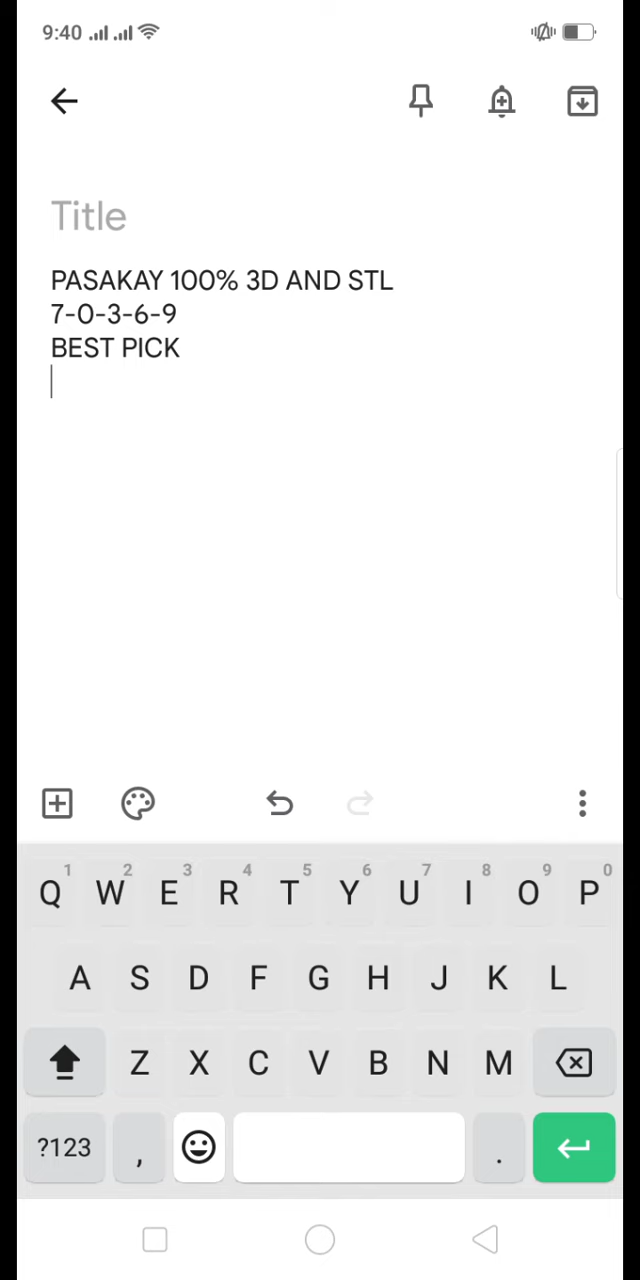 9:40
Title
PASAKAY 100% 3D AND STL
7-0-3-6-9
BEST PICK
1 2 3 4 5 6 7 8 9 0
Q W E R T Y U I O P
A S D F G H J K L
Z X C V B N M
?123 , .